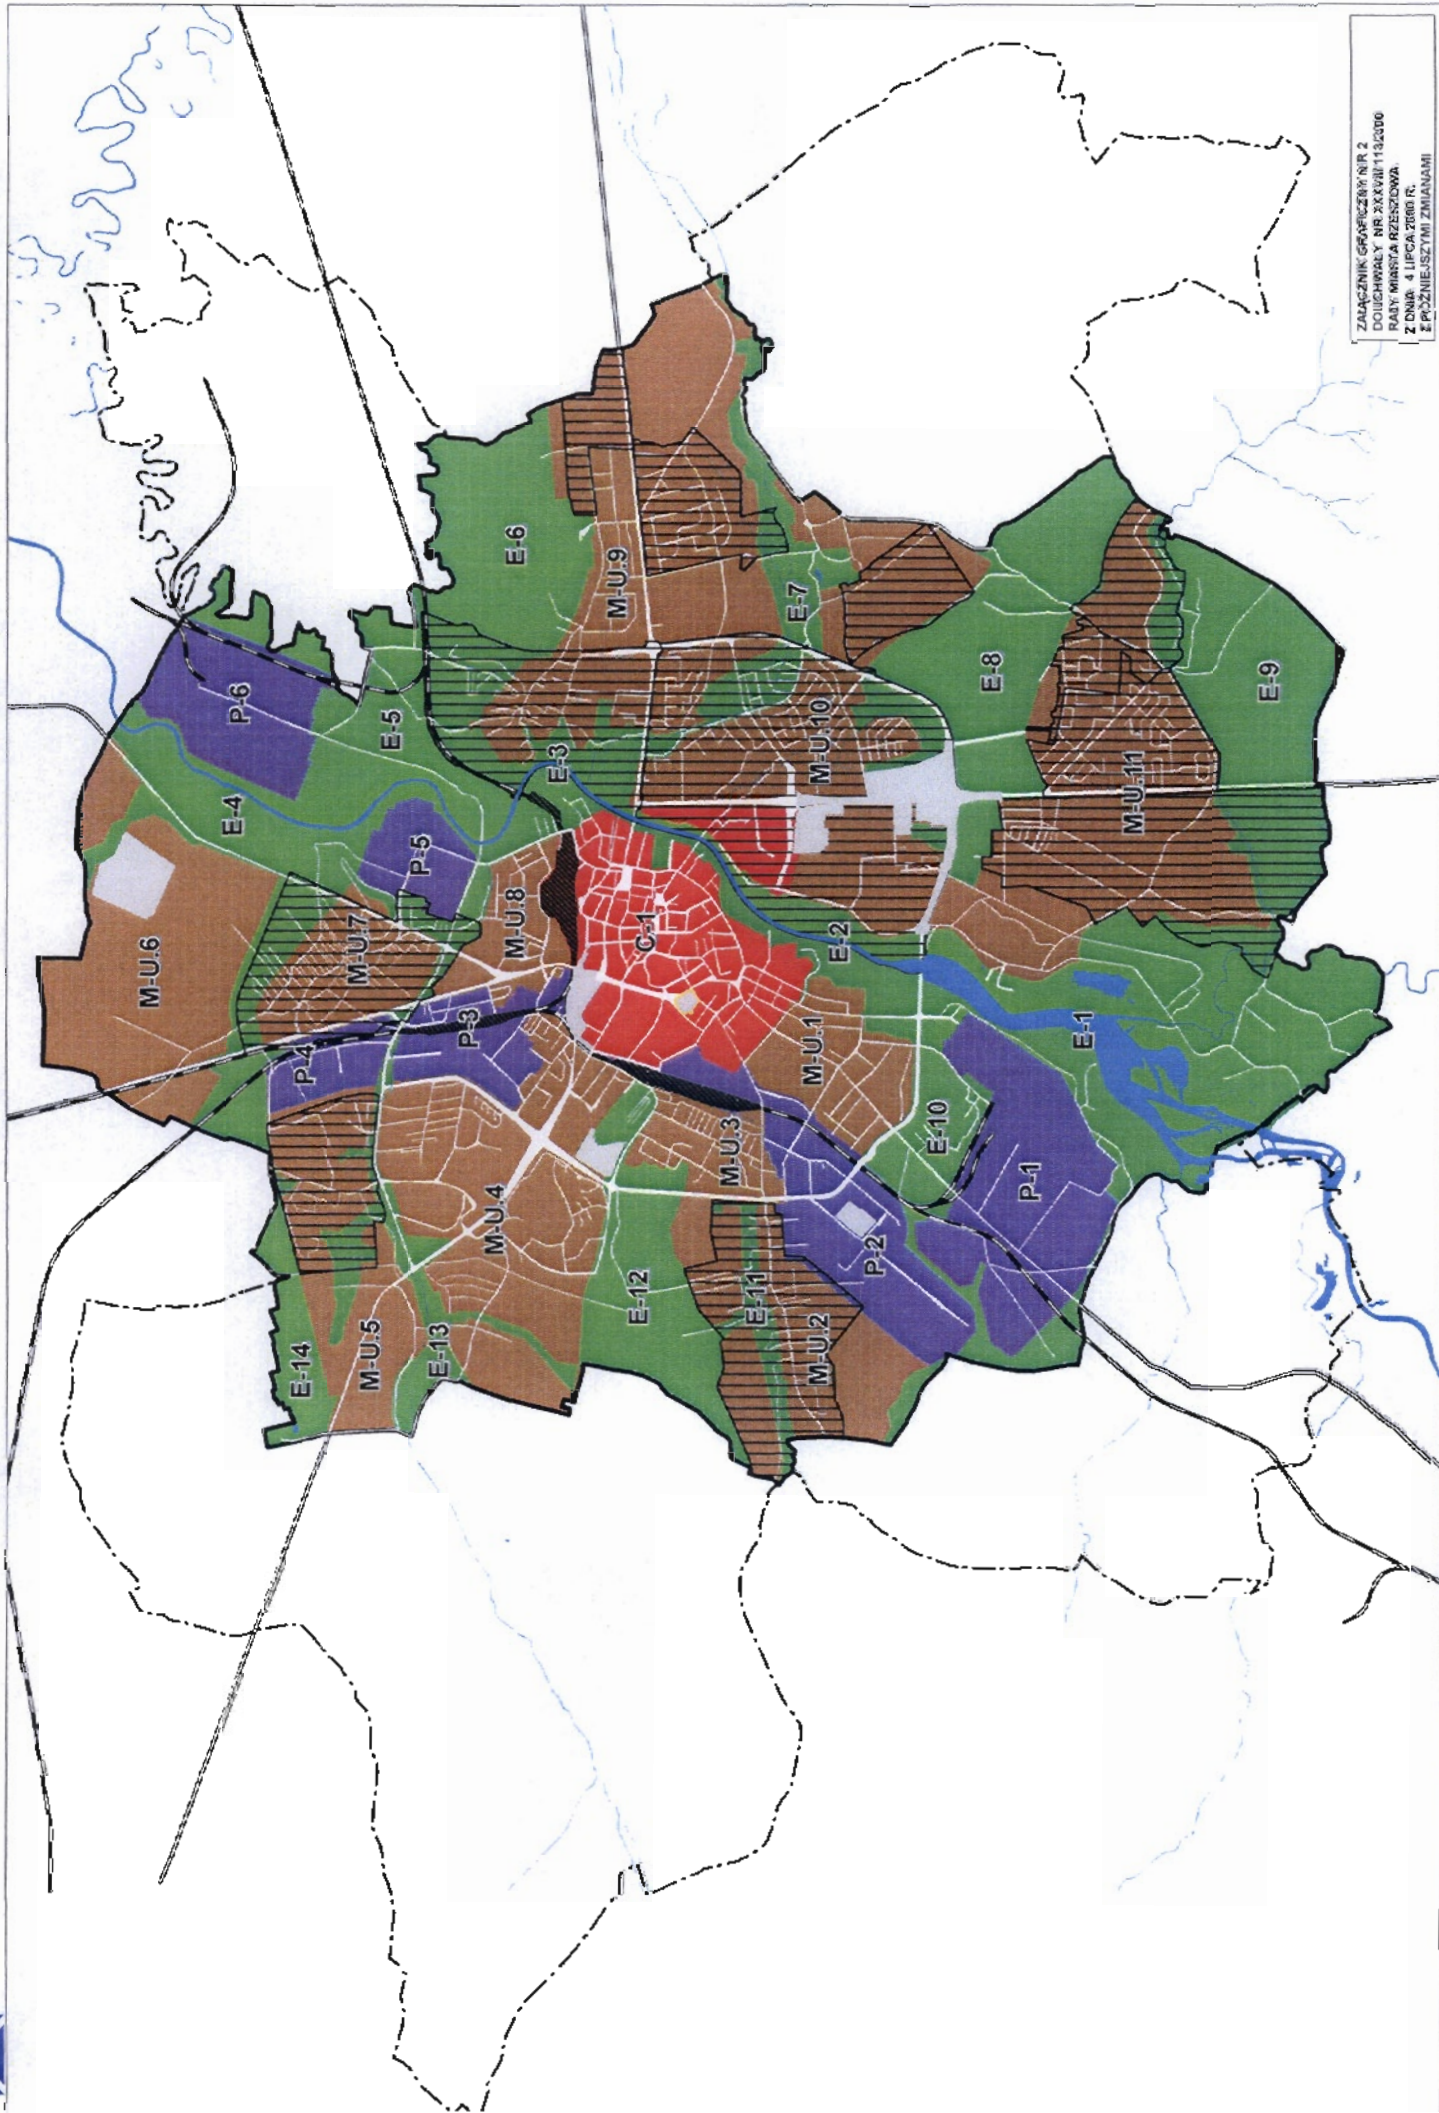 ZAŁĄCZNIK GRAFICZNY NR 2
DO UCHWAŁY NR XXXVIII/113/2000
RADY MIASTA RZESZOWA
Z DNIA 4 LIPCA 2000 R.
Z PÓŹNIEJSZYMI ZMIANAMI
M-U.6
E-4
P-6
E-5
P-5
M-U.7
P-4
P-3
M-U.8
E-14
M-U.5
E-13
M-U.4
E-6
M-U.9
E-3
C-1
E-7
M-U.10
E-2
M-U.1
M-U.3
E-12
E-11
M-U.2
P-2
E-10
P-1
E-1
E-8
M-U.11
E-9